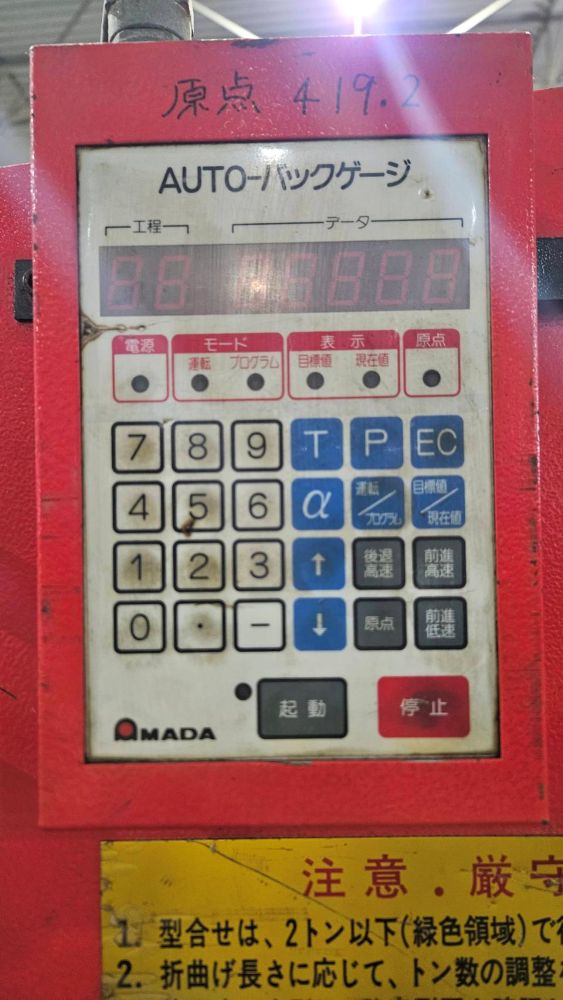 原点 419.2
AUTO-バックゲージ
工程 データ
電源 モード 表示 原点
運転 プログラム 目標値 現在値
7 8 9 T P EC
4 5 6 α 運転/プログラム 目標値/現在値
1 2 3 ↑ 後退高速 前進高速
0 · − ↓ 原点 前進低速
AMADA 起動 停止
注意.厳守
1. 型合せは、2トン以下(緑色領域)で
2. 折曲げ長さに応じて、トン数の調整